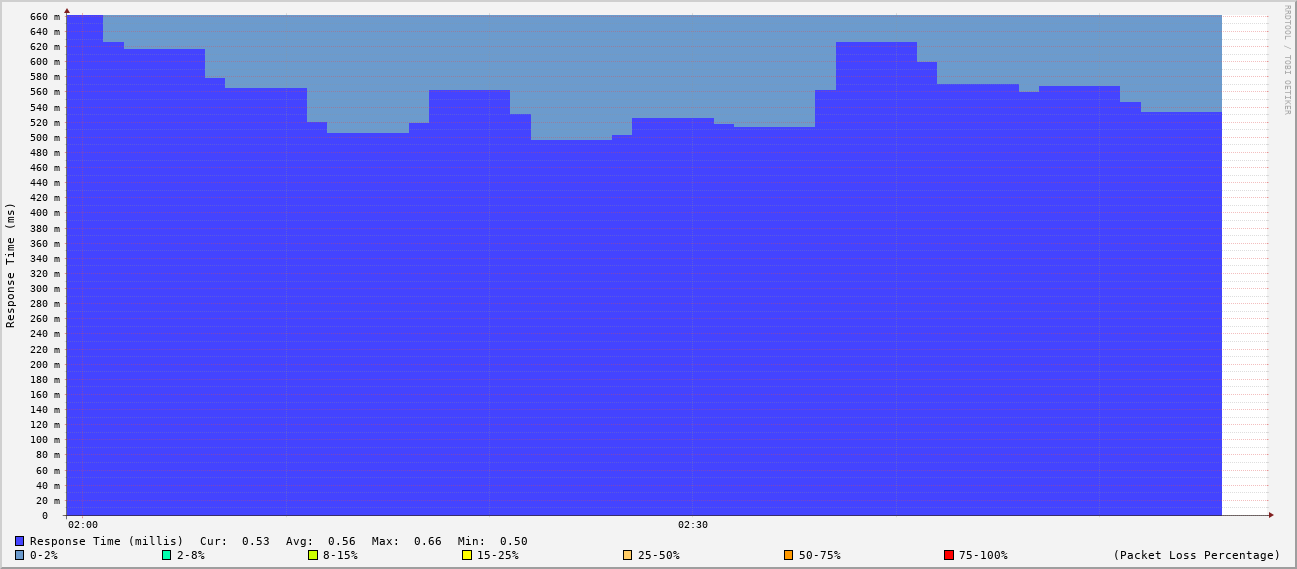 660 m
640 m
620 m
600 m
580 m
560 m
540 m
520 m
500 m
480 m
460 m
440 m
420 m
400 m
380 m
360 m
340 m
320 m
300 m
280 m
260 m
240 m
220 m
200 m
180 m
160 m
140 m
120 m
100 m
80 m
60 m
40 m
20 m
0
Response Time (ms)
RRDTOOL / TOBI OETIKER
02:00 02:30
Response Time (millis) Cur: 0.53 Avg: 0.56 Max: 0.66 Min: 0.50
0-2% 2-8% 8-15% 15-25% 25-50% 50-75% 75-100% (Packet Loss Percentage)